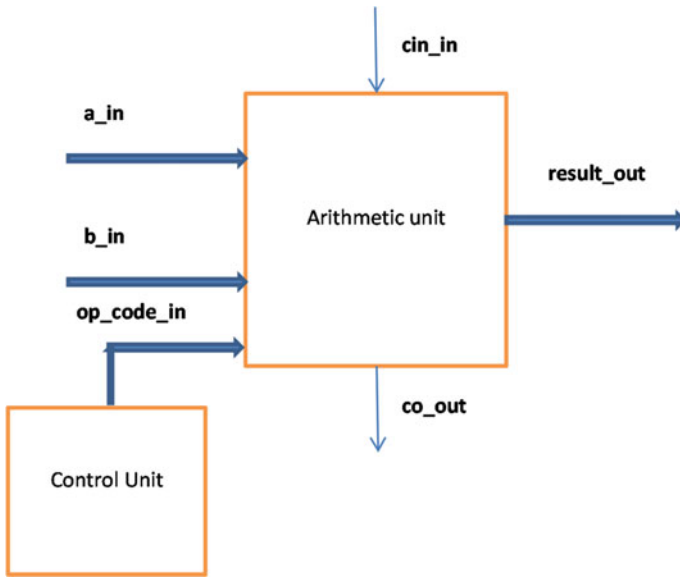 cin_in
a_in
result_out
Arithmetic unit
b_in
op_code_in
co_out
Control Unit